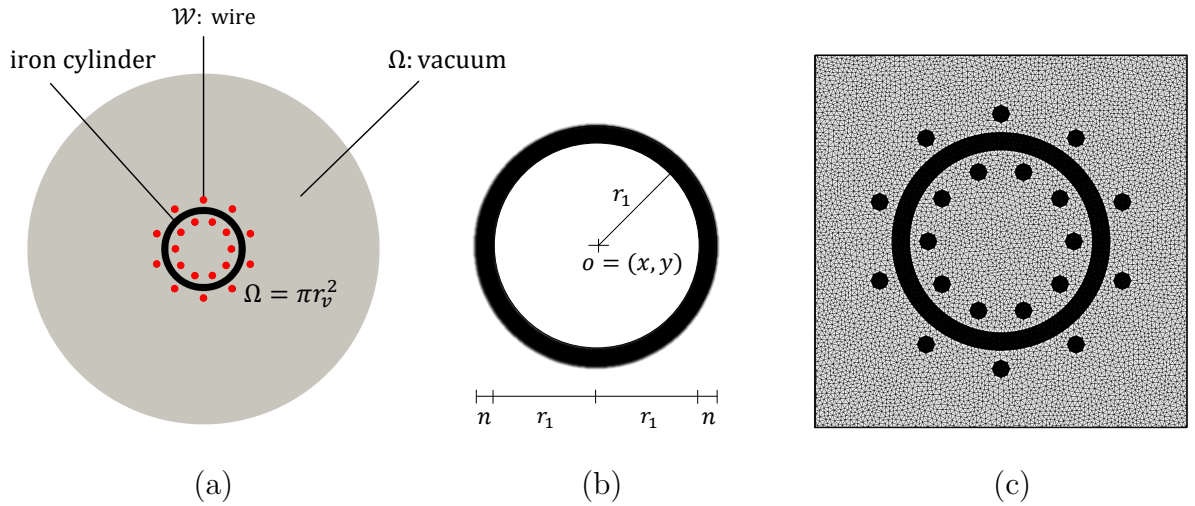 𝒲: wire
iron cylinder
Ω: vacuum
Ω = πr_v^2
r_1
o = (x, y)
n r_1 r_1 n
(a) (b) (c)